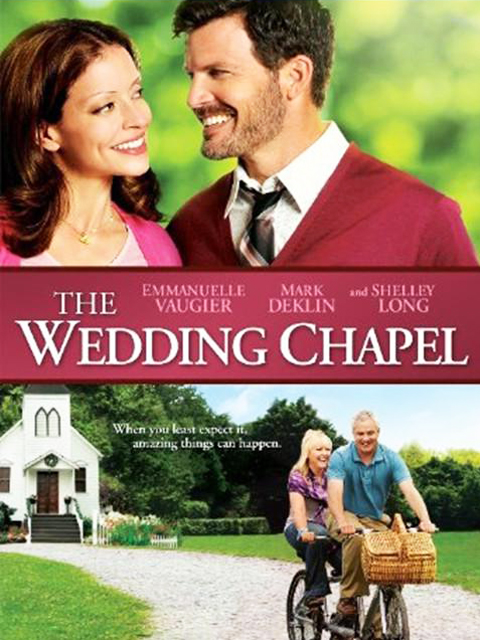 EMMANUELLE VAUGIER
MARK DEKLIN
and SHELLEY LONG
THE
WEDDING CHAPEL
When you least expect it,
amazing things can happen.